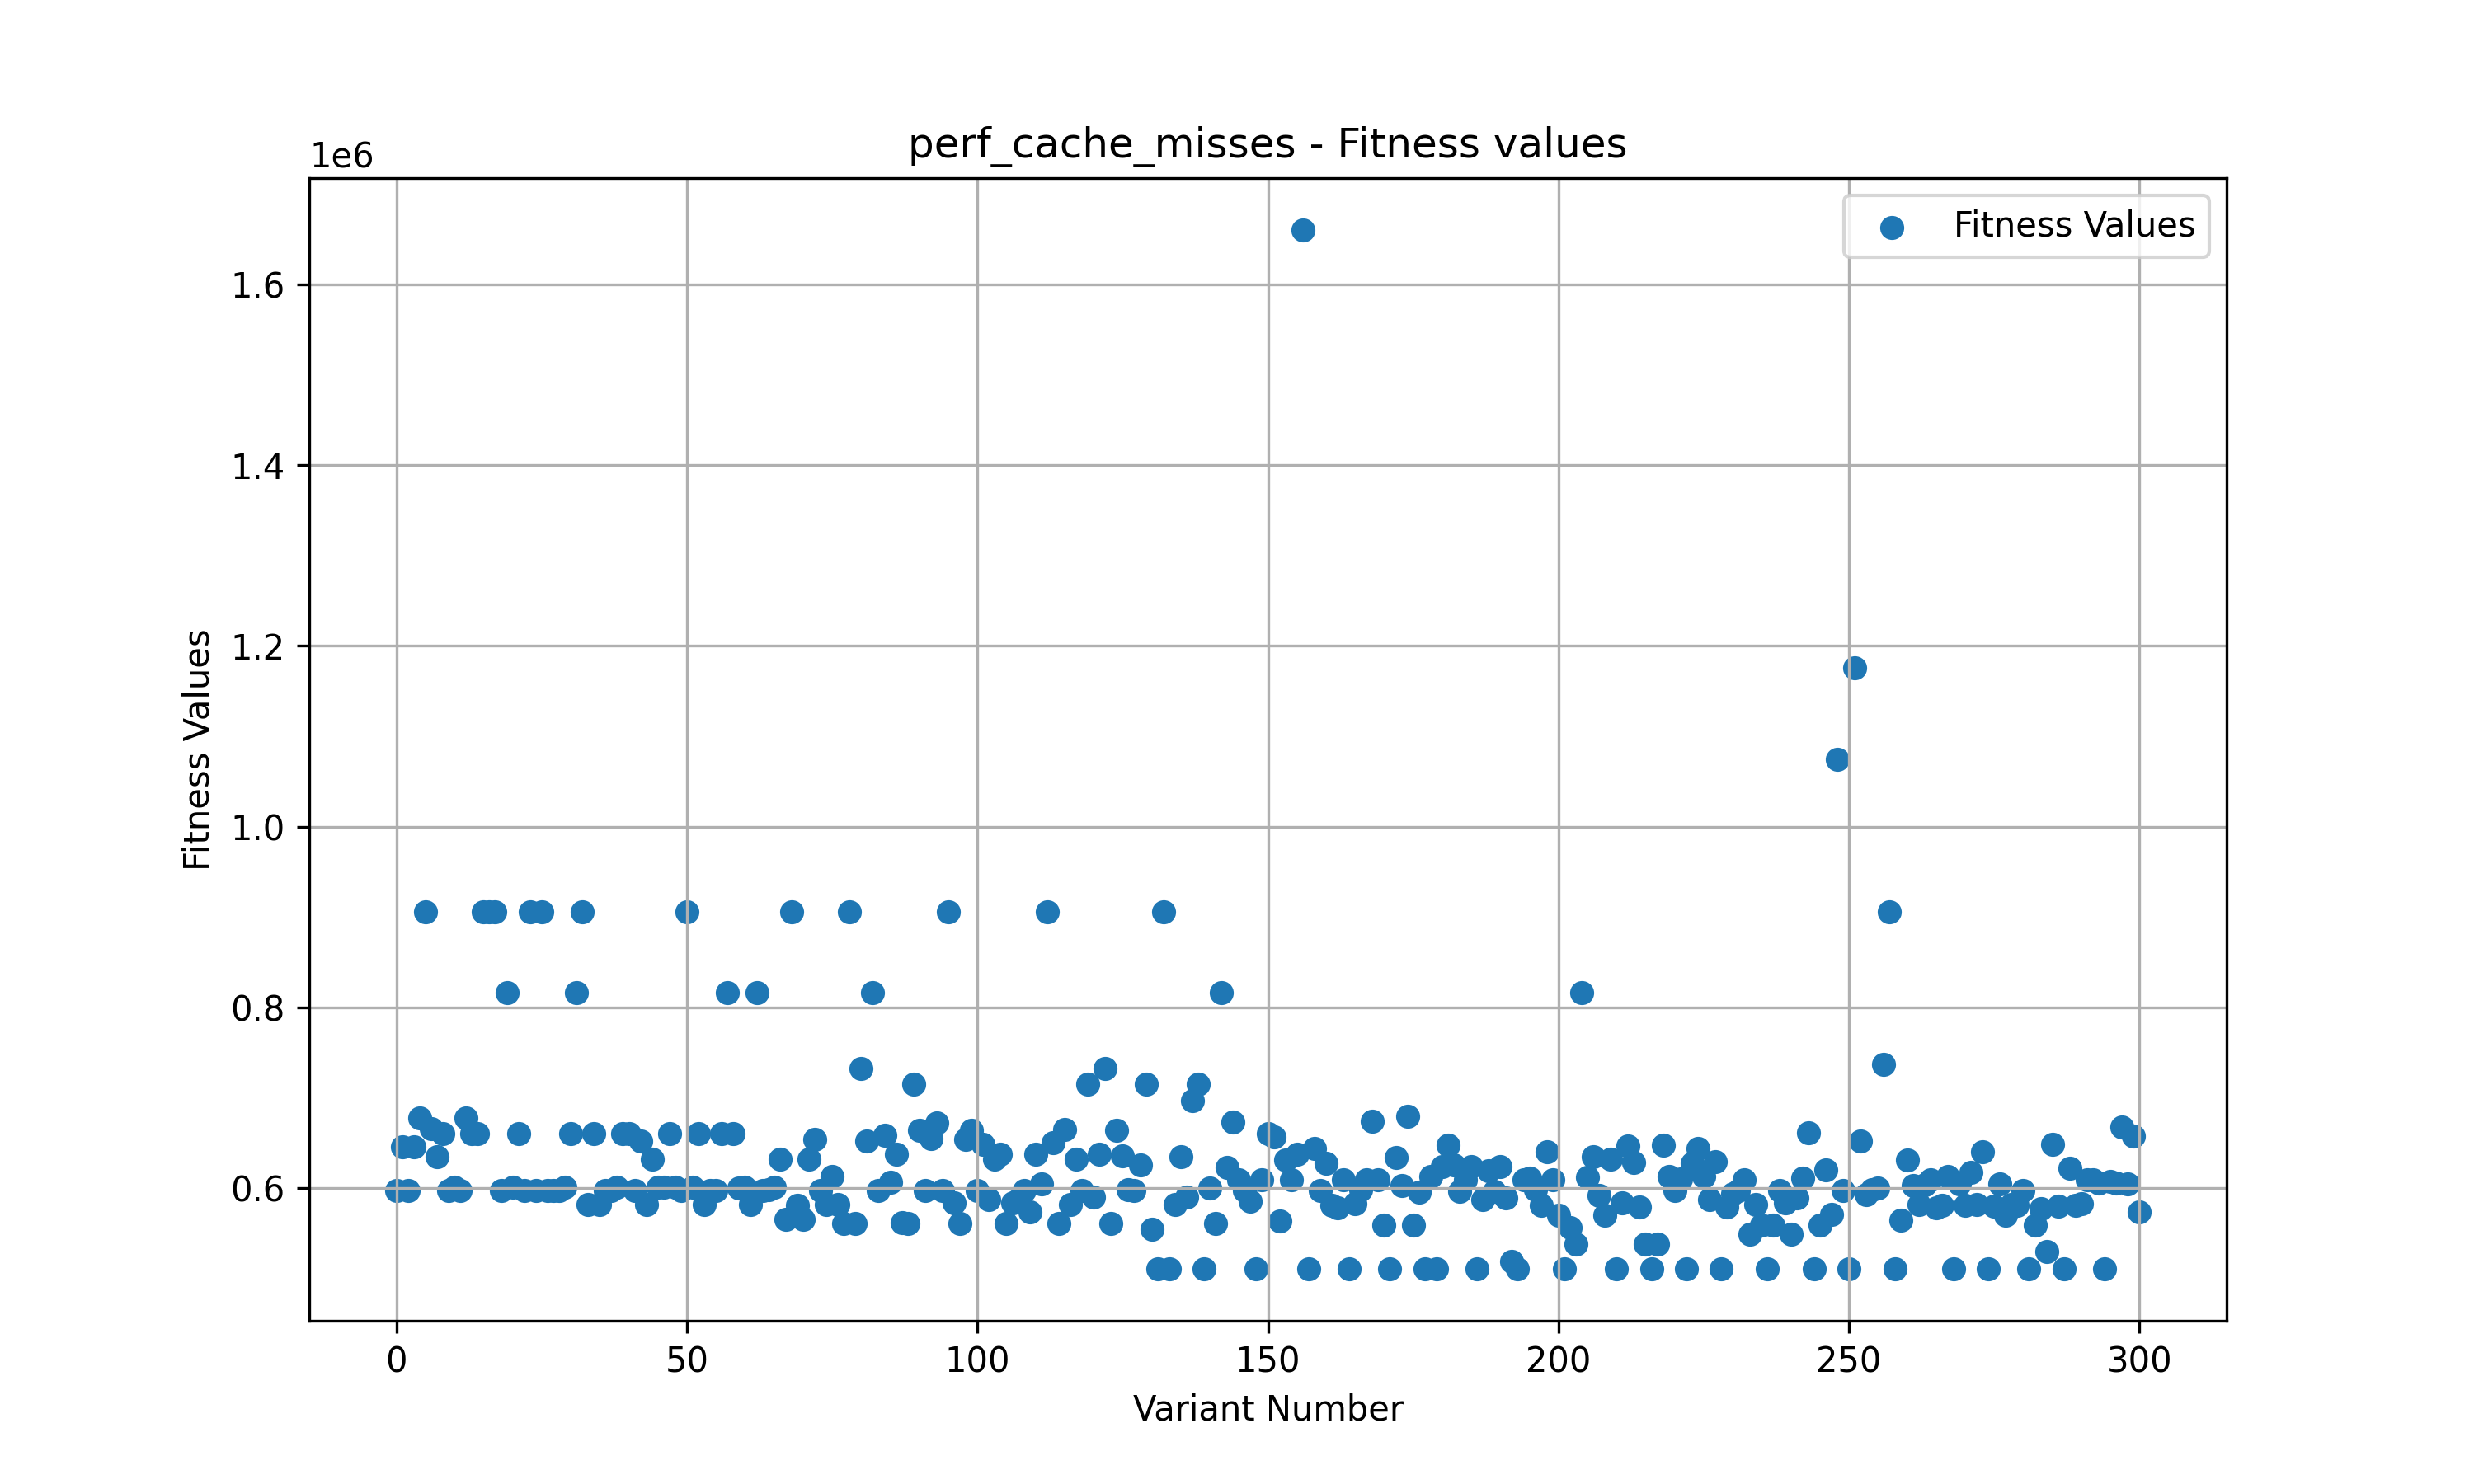 perf_cache_misses - Fitness values
1e6
Fitness Values
1.6
1.4
1.2
1.0
0.8
0.6
Fitness Values
0 50 100 150 200 250 300
Variant Number